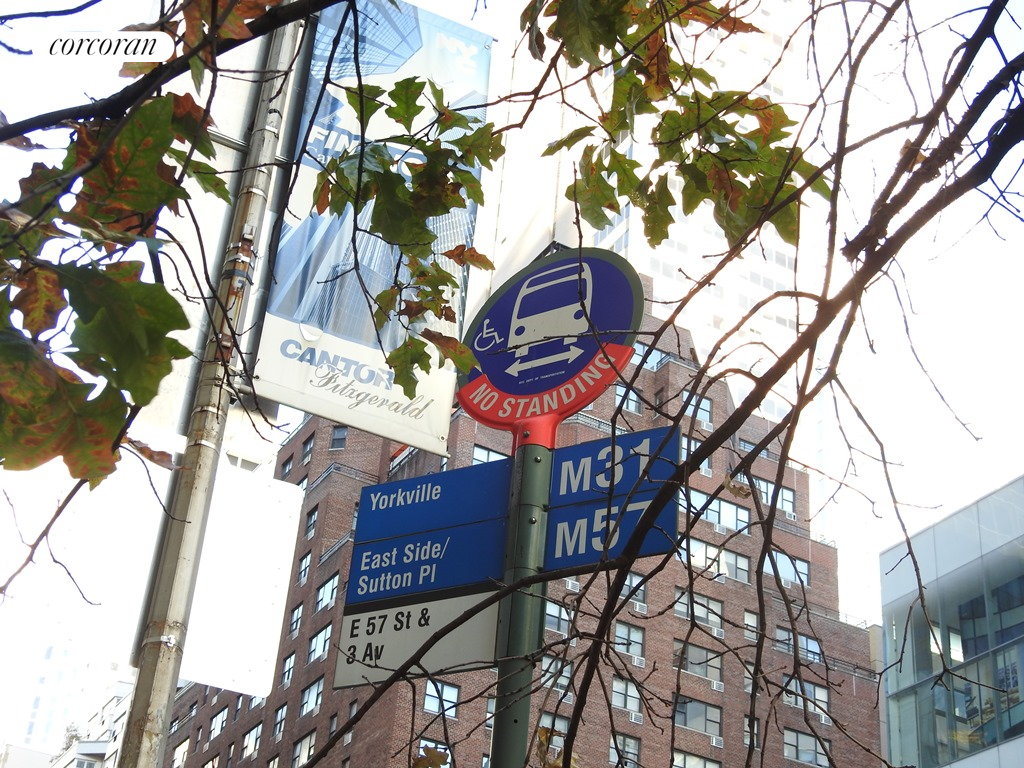 corcoran
CANTOR
Fitzgerald
NO STANDING
M31
M57
Yorkville
East Side/
Sutton Pl
E 57 St &
3 Av